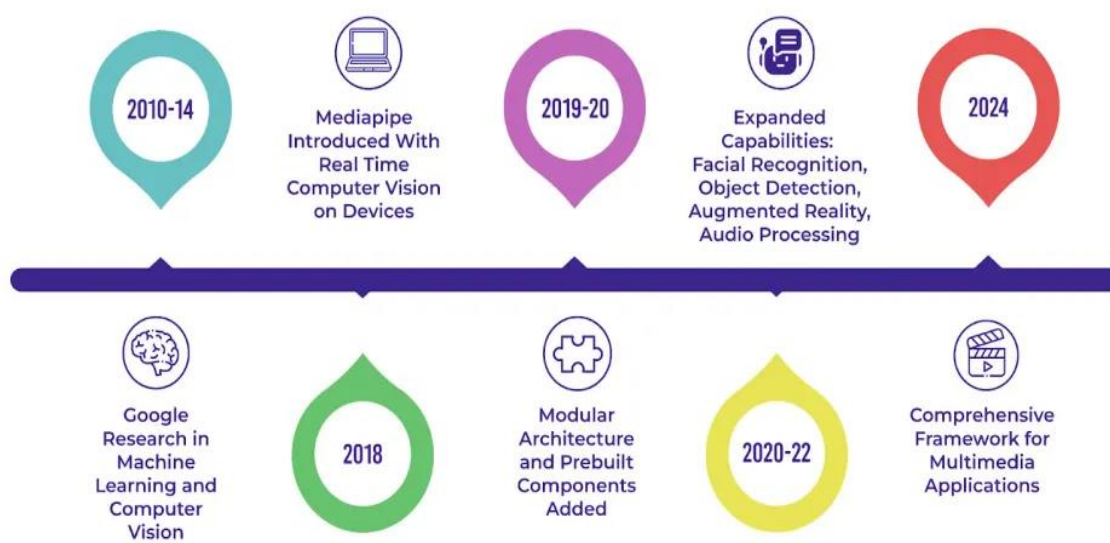 2010-14
Mediapipe
Introduced With
Real Time
Computer Vision
on Devices
2019-20
Expanded
Capabilities:
Facial Recognition,
Object Detection,
Augmented Reality,
Audio Processing
2024
Google
Research in
Machine
Learning and
Computer
Vision
2018
Modular
Architecture
and Prebuilt
Components
Added
2020-22
Comprehensive
Framework for
Multimedia
Applications